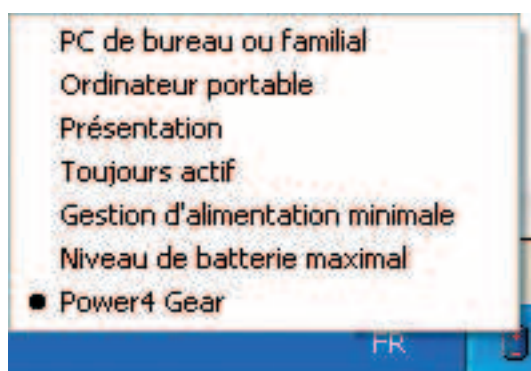 PC de bureau ou familial
Ordinateur portable
Présentation
Toujours actif
Gestion d'alimentation minimale
Niveau de batterie maximal
Power4 Gear
FR